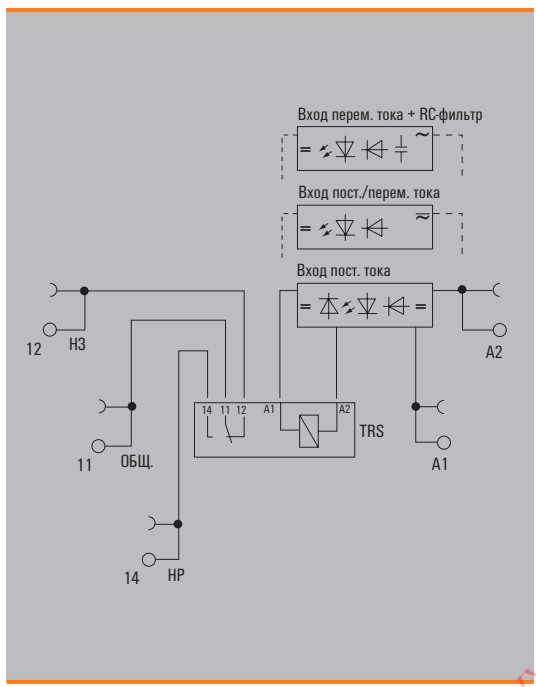 Вход перем. тока + RC-фильтр
= ~
Вход пост./перем. тока
= ≂
Вход пост. тока
= =
12 НЗ
A2
14 11 12 A1 A2
TRS
11 ОБЩ.
A1
14 НР